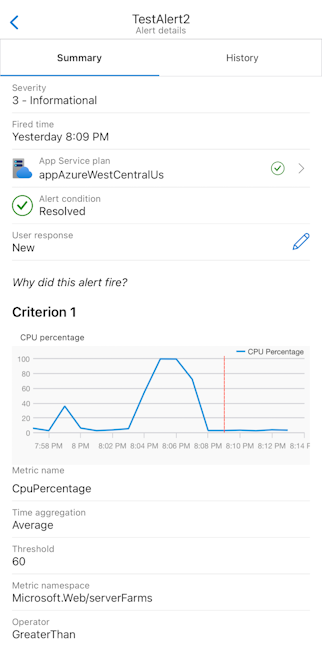 TestAlert2
Alert details
Summary
History
Severity
3 - Informational
Fired time
Yesterday 8:09 PM
App Service plan
appAzureWestCentralUs
Alert condition
Resolved
User response
New
Why did this alert fire?
Criterion 1
CPU percentage
CPU Percentage
100
80
60
40
20
0
7:58 PM 8 PM 8:02 PM 8:04 PM 8:06 PM 8:08 PM 8:10 PM 8:12 PM 8:14 F
Metric name
CpuPercentage
Time aggregation
Average
Threshold
60
Metric namespace
Microsoft.Web/serverFarms
Operator
GreaterThan